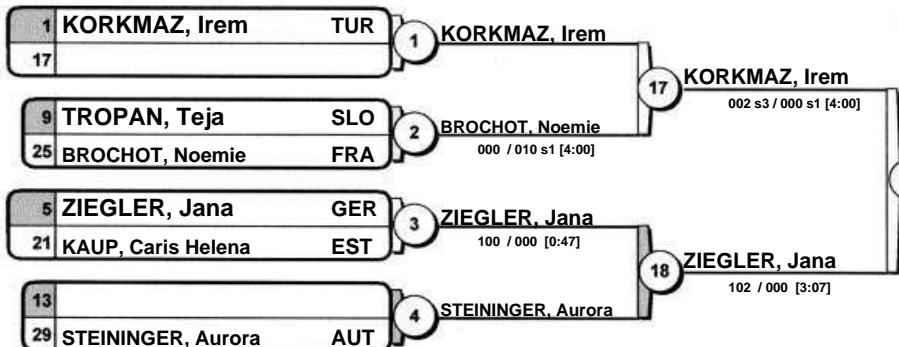 1 KORKMAZ, Irem TUR
17
1 KORKMAZ, Irem
9 TROPAN, Teja SLO
25 BROCHOT, Noemie FRA
2 BROCHOT, Noemie
000 / 010 s1 [4:00]
17 KORKMAZ, Irem
002 s3 / 000 s1 [4:00]
5 ZIEGLER, Jana GER
21 KAUP, Caris Helena EST
3 ZIEGLER, Jana
100 / 000 [0:47]
13
29 STEININGER, Aurora AUT
4 STEININGER, Aurora
18 ZIEGLER, Jana
102 / 000 [3:07]